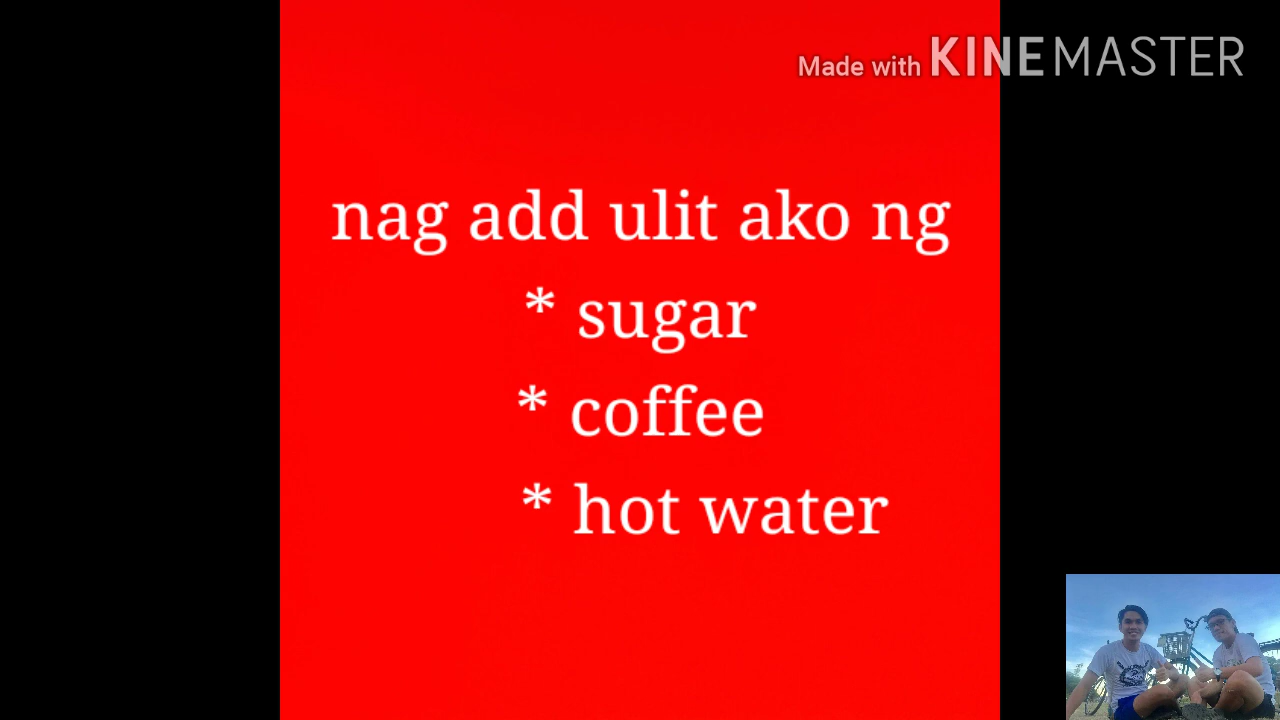 Made with KINEMASTER
nag add ulit ako ng
* sugar
* coffee
* hot water